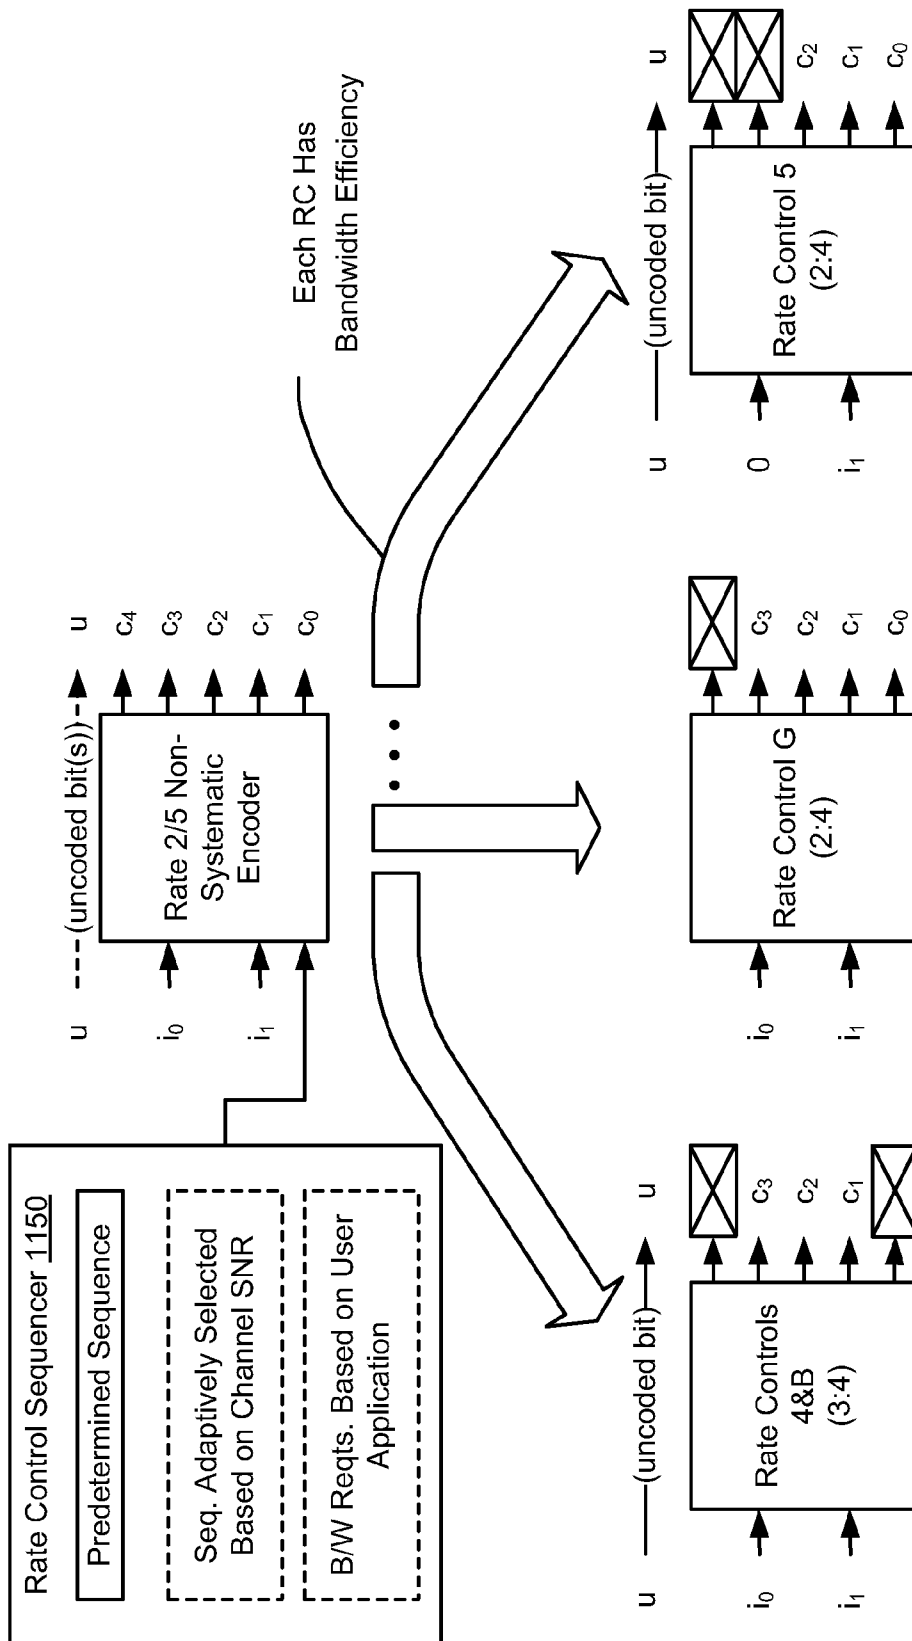 Rate Control Sequencer 1150
Predetermined Sequence
Seq. Adaptively Selected
Based on Channel SNR
B/W Reqts. Based on User
Application
u
(uncoded bit(s))
u
i0
i1
Rate 2/5 Non-
Systematic
Encoder
c4
c3
c2
c1
c0
Each RC Has
Bandwidth Efficiency
u
(uncoded bit)
u
i0
i1
Rate Controls
4&B
(3:4)
c3
c2
c1
i0
i1
Rate Control G
(2:4)
c3
c2
c1
c0
u
(uncoded bit)
u
0
i1
Rate Control 5
(2:4)
c2
c1
c0